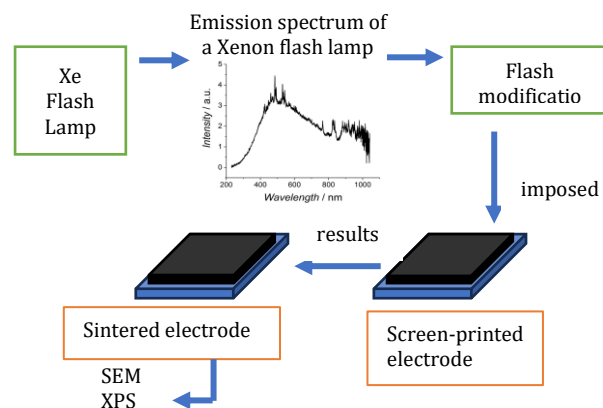 Emission spectrum of
a Xenon flash lamp
Xe
Flash
Lamp
5
4
3
2
1
0
Intensity / a.u.
200 400 600 800 1000
Wavelength / nm
Flash
modificatio
imposed
results
Sintered electrode
Screen-printed
electrode
SEM
XPS